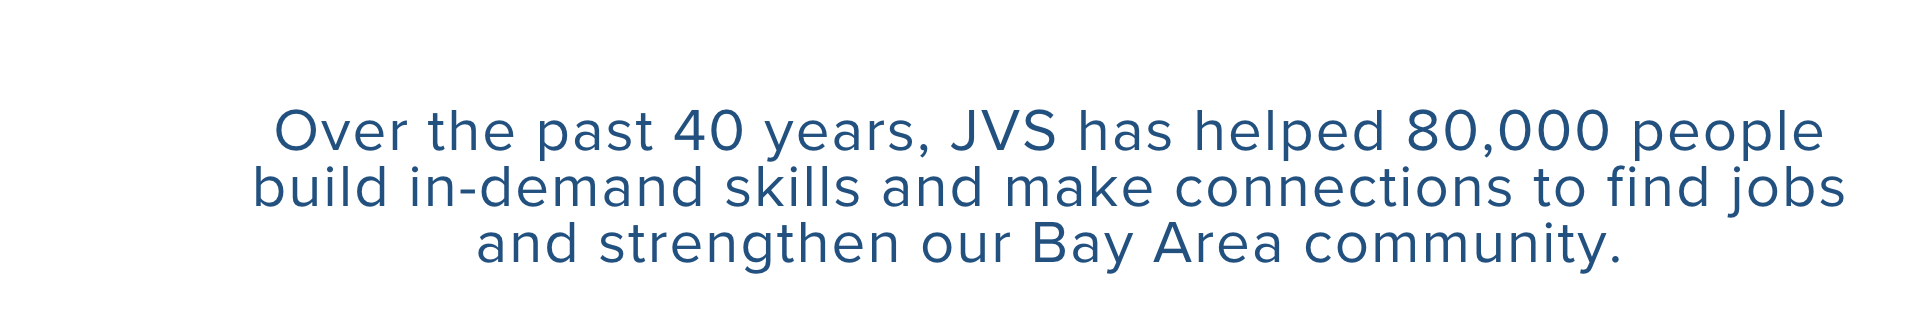 Over the past 40 years, JVS has helped 80,000 people
build in-demand skills and make connections to find jobs
and strengthen our Bay Area community.